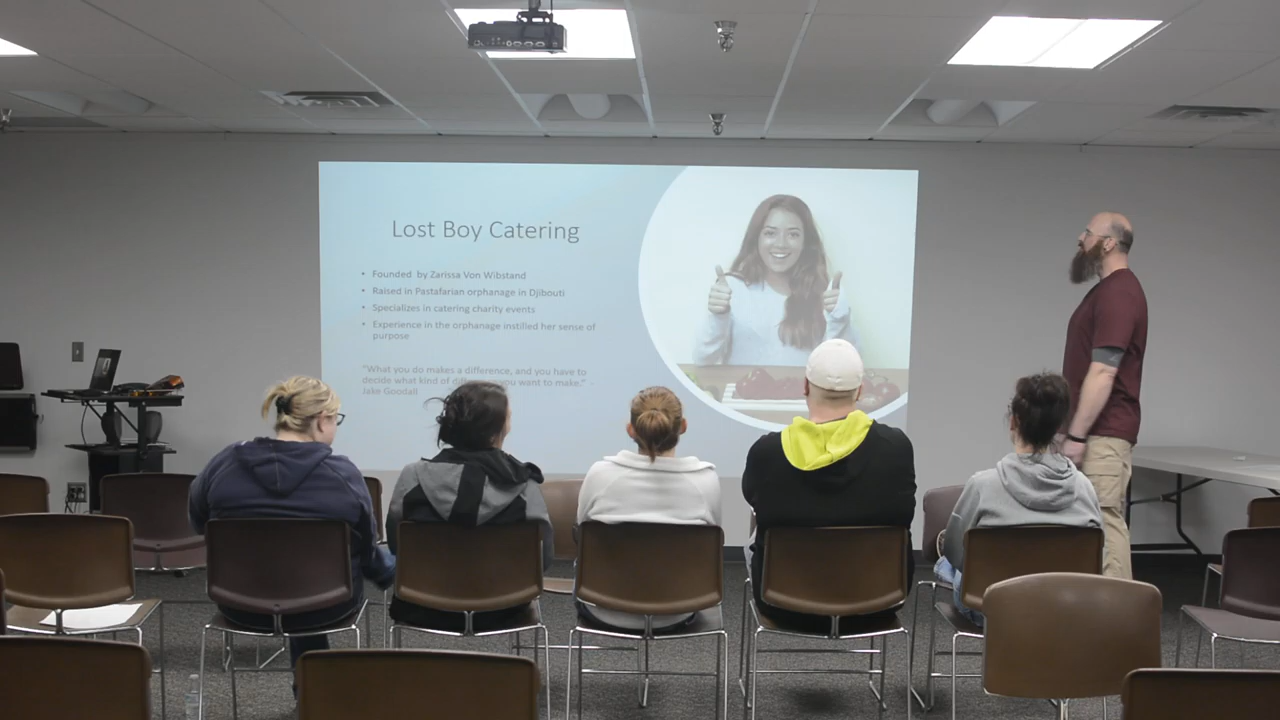 Lost Boy Catering
• Founded by Zarissa Von Wibstand
• Raised in Pastafarian orphanage in Djibouti
• Specializes in catering charity events
• Experience in the orphanage instilled her sense of
purpose
"What you do makes a difference, and you have to
decide what kind of difference you want to make." -
Jake Goodall